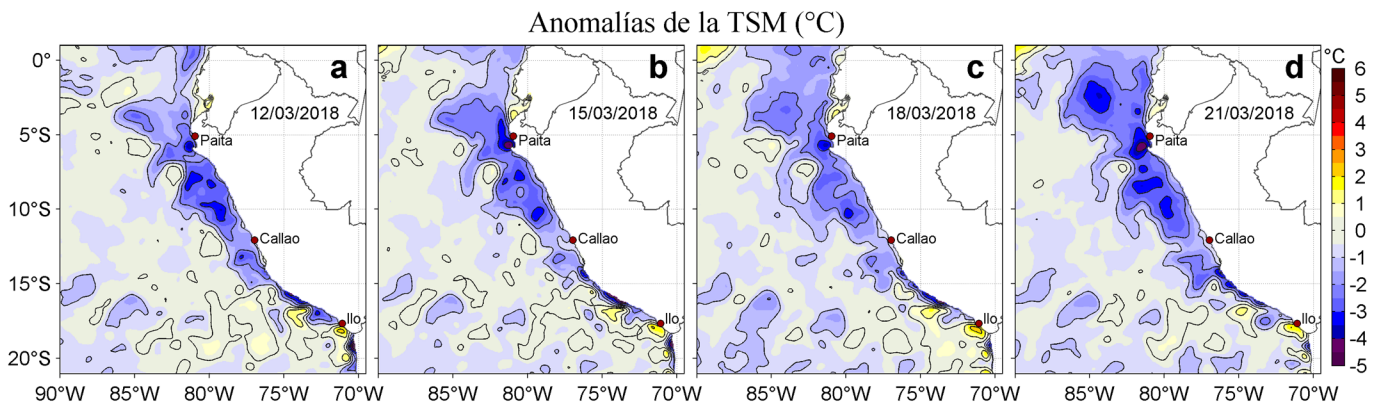 Anomalías de la TSM (°C)
a
b
c
d
12/03/2018
15/03/2018
18/03/2018
21/03/2018
Paita
Paita
Paita
Paita
Callao
Callao
Callao
Callao
Ilo
Ilo
Ilo
Ilo
0°
5°S
10°S
15°S
20°S
90°W 85°W 80°W 75°W 70°W 85°W 80°W 75°W 70°W 85°W 80°W 75°W 70°W 85°W 80°W 75°W 70°W
°C
6
5
4
3
2
1
0
-1
-2
-3
-4
-5